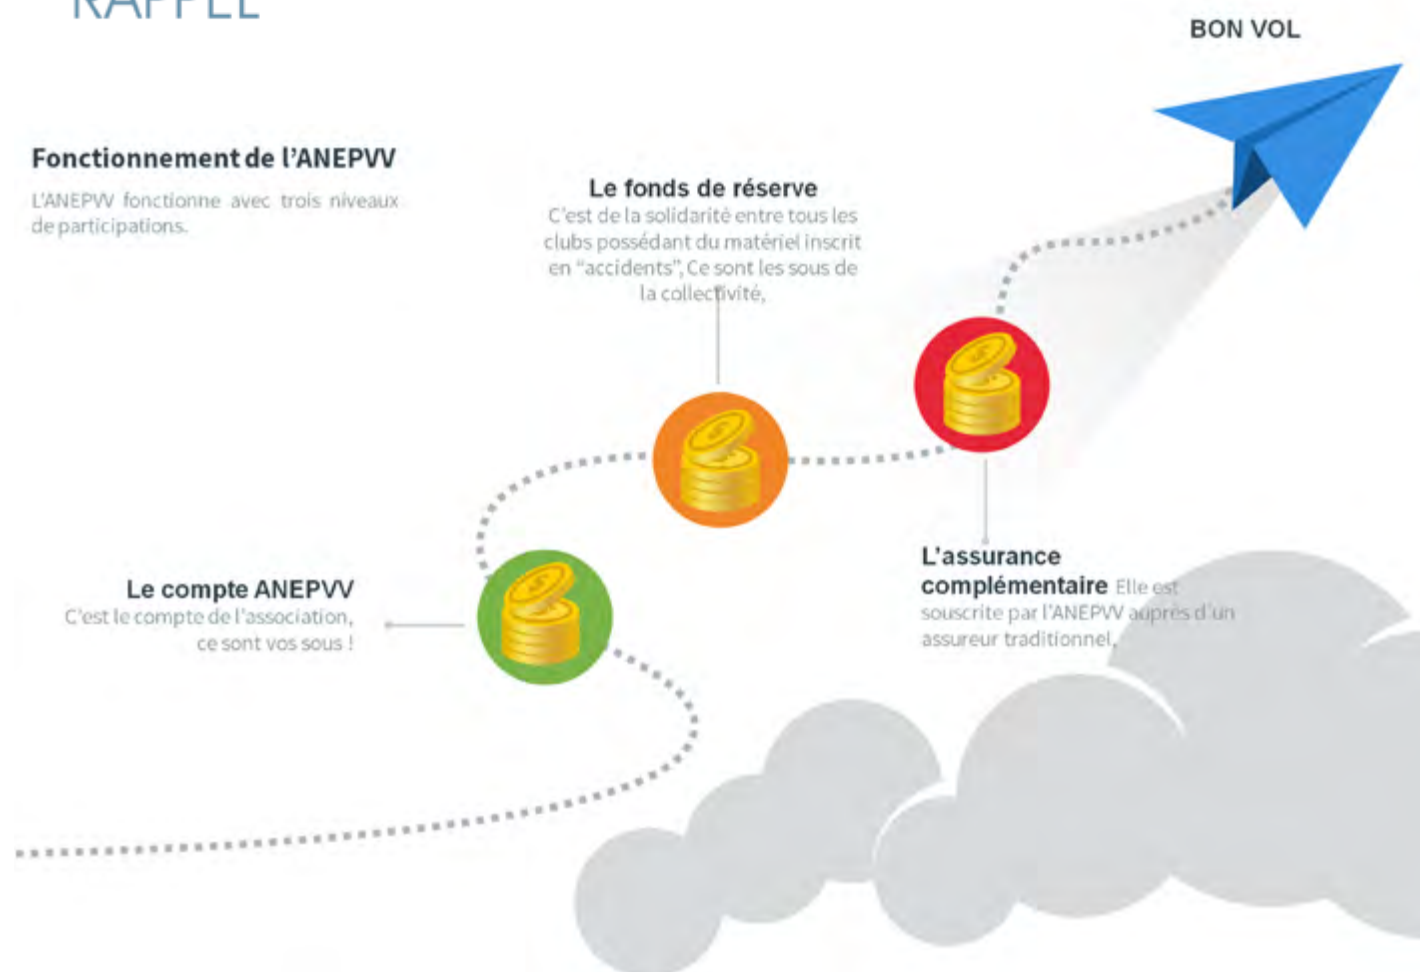 RAPPEL
BON VOL
Fonctionnement de l'ANEPVV
L'ANEPVV fonctionne avec trois niveaux
de participations.
Le fonds de réserve
C'est de la solidarité entre tous les
clubs possédant du matériel inscrit
en "accidents", Ce sont les sous de
la collectivité,
Le compte ANEPVV
C'est le compte de l'association,
ce sont vos sous !
L'assurance
complémentaire Elle est
souscrite par l'ANEPVV auprès d'un
assureur traditionnel,